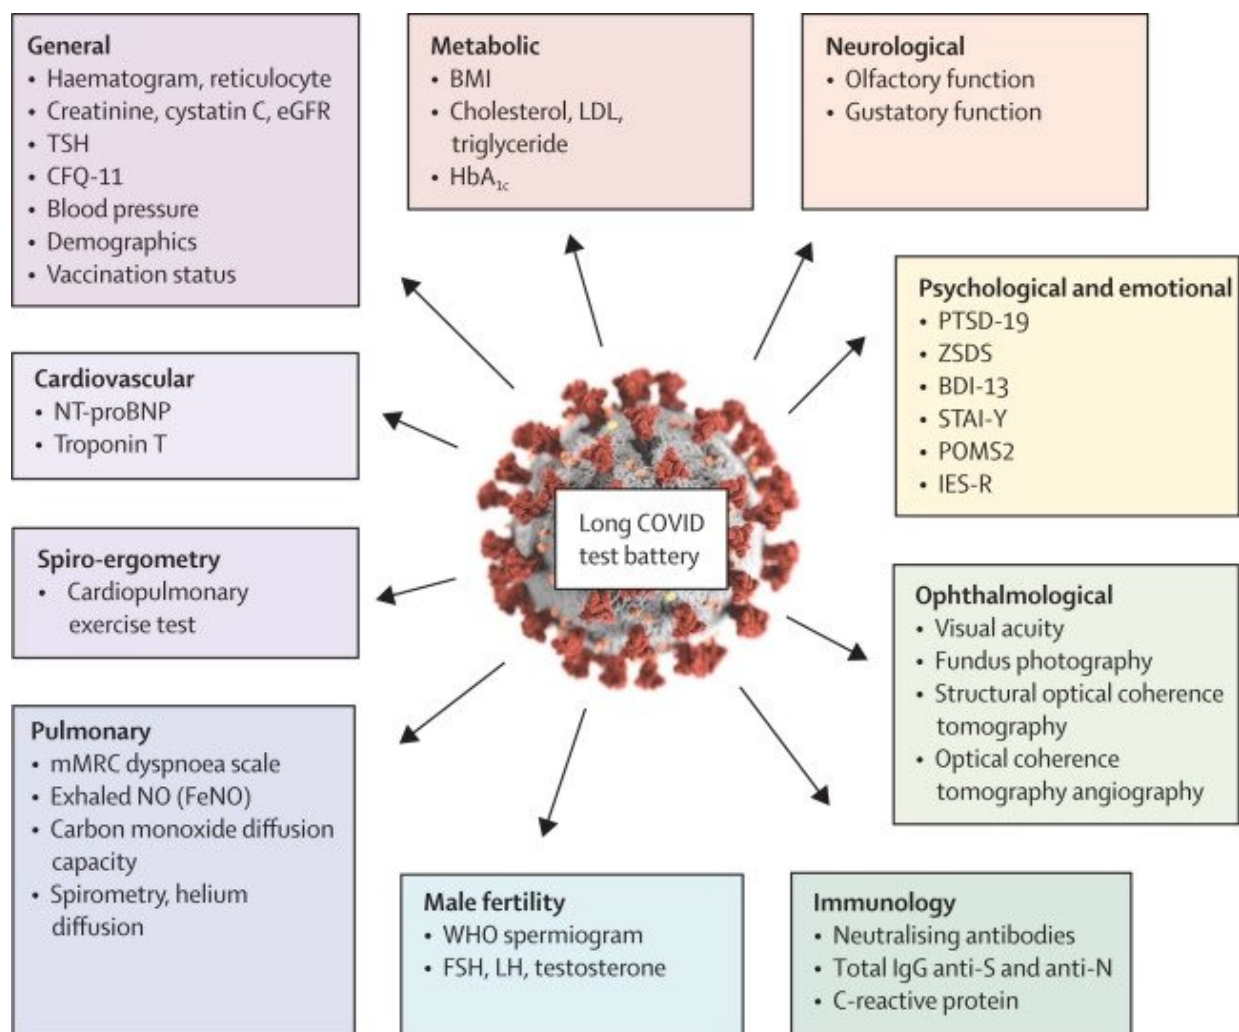 General
• Haematogram, reticulocyte
• Creatinine, cystatin C, eGFR
• TSH
• CFQ-11
• Blood pressure
• Demographics
• Vaccination status
Metabolic
• BMI
• Cholesterol, LDL,
triglyceride
• HbA1c
Neurological
• Olfactory function
• Gustatory function
Psychological and emotional
• PTSD-19
• ZSDS
• BDI-13
• STAI-Y
• POMS2
• IES-R
Cardiovascular
• NT-proBNP
• Troponin T
Long COVID
test battery
Spiro-ergometry
• Cardiopulmonary
exercise test
Ophthalmological
• Visual acuity
• Fundus photography
• Structural optical coherence
tomography
• Optical coherence
tomography angiography
Pulmonary
• mMRC dyspnoea scale
• Exhaled NO (FeNO)
• Carbon monoxide diffusion
capacity
• Spirometry, helium
diffusion
Male fertility
• WHO spermiogram
• FSH, LH, testosterone
Immunology
• Neutralising antibodies
• Total IgG anti-S and anti-N
• C-reactive protein